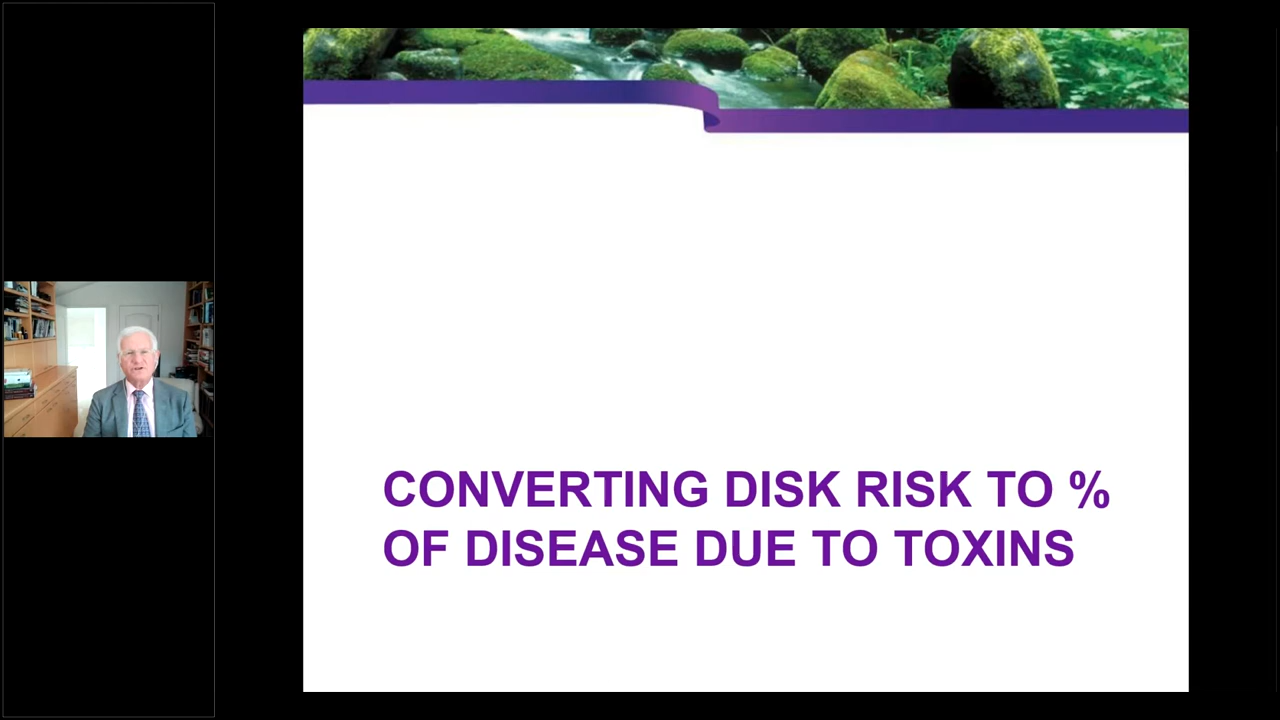 CONVERTING DISK RISK TO %
OF DISEASE DUE TO TOXINS